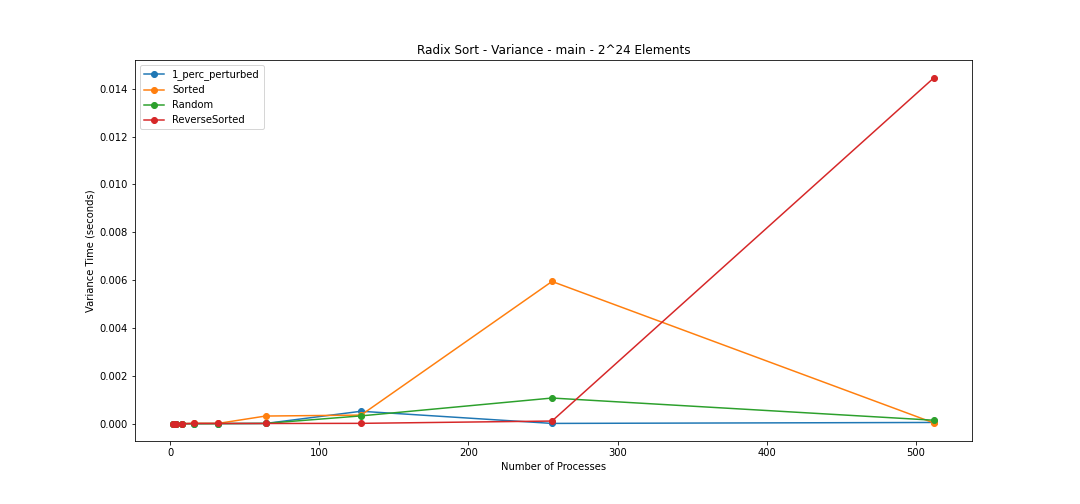 Radix Sort - Variance - main - 2^24 Elements
1_perc_perturbed
Sorted
Random
ReverseSorted
Variance Time (seconds)
0.014
0.012
0.010
0.008
0.006
0.004
0.002
0.000
0 100 200 300 400 500
Number of Processes